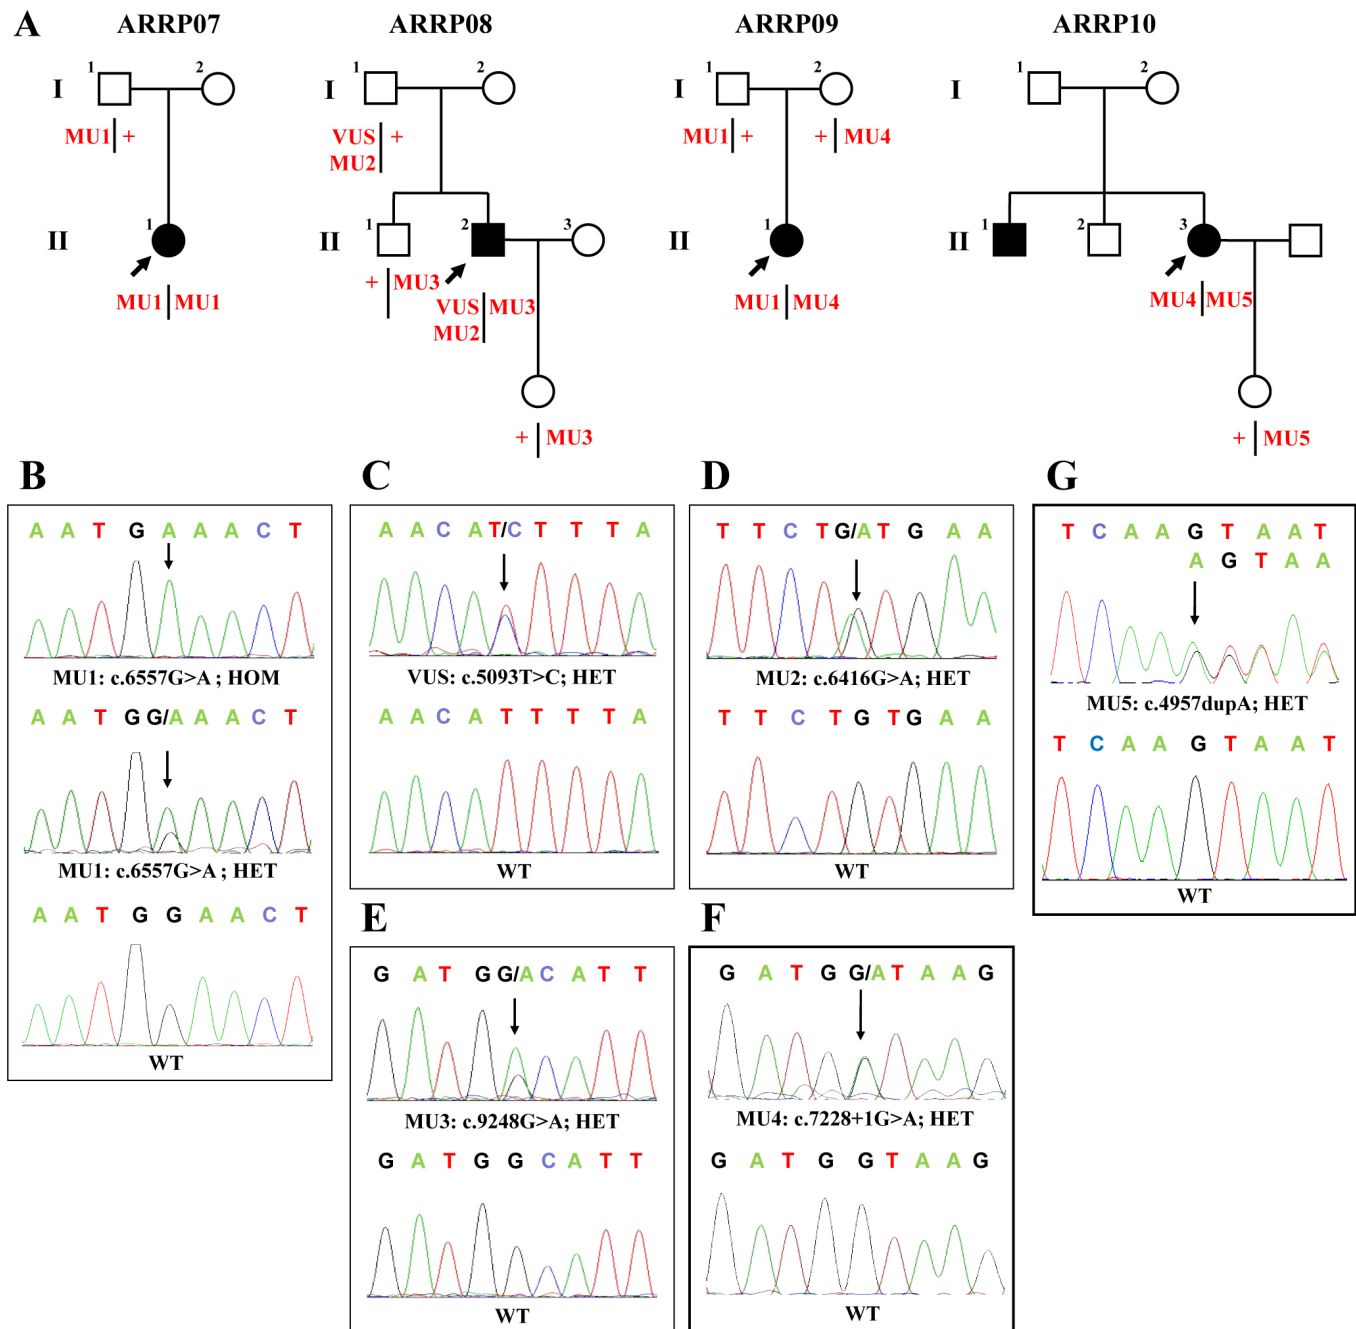 A
ARRP07
ARRP08
ARRP09
ARRP10
I
1
2
MU1 +
II
1
MU1 MU1
I
1
2
VUS +
MU2
II
1
2
3
+ MU3
VUS MU3
MU2
+ MU3
I
1
2
MU1 +
+ MU4
II
1
MU1 MU4
I
1
2
II
1
2
3
MU4 MU5
+ MU5
B
A A T G A A A C T
MU1: c.6557G>A ; HOM
A A T G G/A A A C T
MU1: c.6557G>A ; HET
A A T G G A A C T
WT
C
A A C A T/C T T T A
VUS: c.5093T>C; HET
A A C A T T T T A
WT
D
T T C T G/A T G A A
MU2: c.6416G>A; HET
T T C T G T G A A
WT
G
T C A A G T A A T
A G T A A
MU5: c.4957dupA; HET
T C A A G T A A T
WT
E
G A T G G/A C A T T
MU3: c.9248G>A; HET
G A T G G C A T T
WT
F
G A T G G/A T A A G
MU4: c.7228+1G>A; HET
G A T G G T A A G
WT